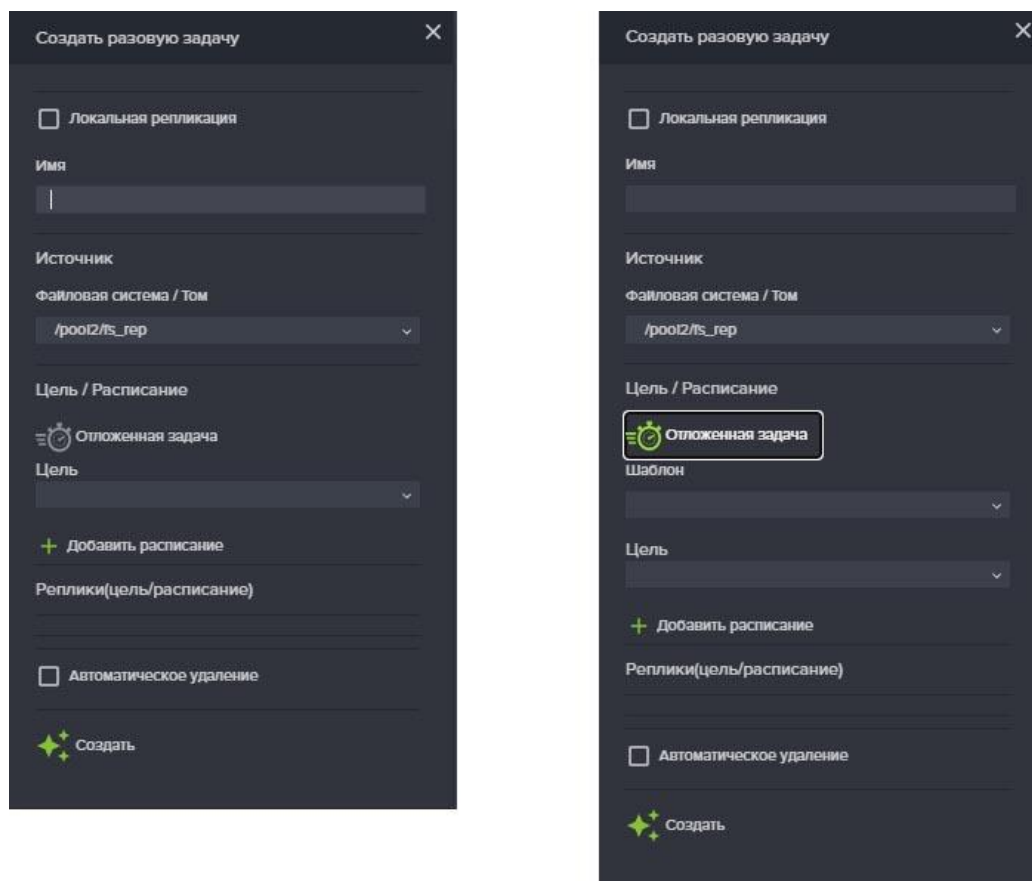 Создать разовую задачу
Локальная репликация
Имя
Источник
Файловая система / Том
/pool2/fs_rep
Цель / Расписание
Отложенная задача
Цель
Добавить расписание
Реплики(цель/расписание)
Автоматическое удаление
Создать
Создать разовую задачу
Локальная репликация
Имя
Источник
Файловая система / Том
/pool2/fs_rep
Цель / Расписание
Отложенная задача
Шаблон
Цель
Добавить расписание
Реплики(цель/расписание)
Автоматическое удаление
Создать